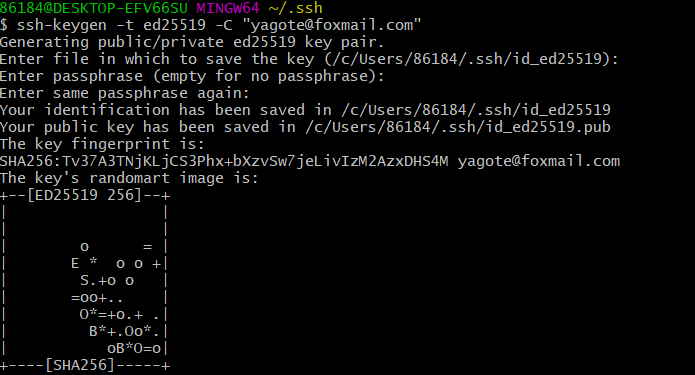 86184@DESKTOP-EFV66SU MINGW64 ~/.ssh
$ ssh-keygen -t ed25519 -C "yagote@foxmail.com"
Generating public/private ed25519 key pair.
Enter file in which to save the key (/c/Users/86184/.ssh/id_ed25519):
Enter passphrase (empty for no passphrase):
Enter same passphrase again:
Your identification has been saved in /c/Users/86184/.ssh/id_ed25519
Your public key has been saved in /c/Users/86184/.ssh/id_ed25519.pub
The key fingerprint is:
SHA256:Tv37A3TNjKLjCS3Phx+bXzvSw7jeLivIzM2AzxDHS4M yagote@foxmail.com
The key's randomart image is:
+--[ED25519 256]--+
|                 |
|                 |
|       o      = |
|      E *  o o +|
|       S.+o o   |
|      =oo+..    |
|       O*=+o.+ .|
|        B*+.Oo*.|
|          oB*O=o|
+----[SHA256]-----+